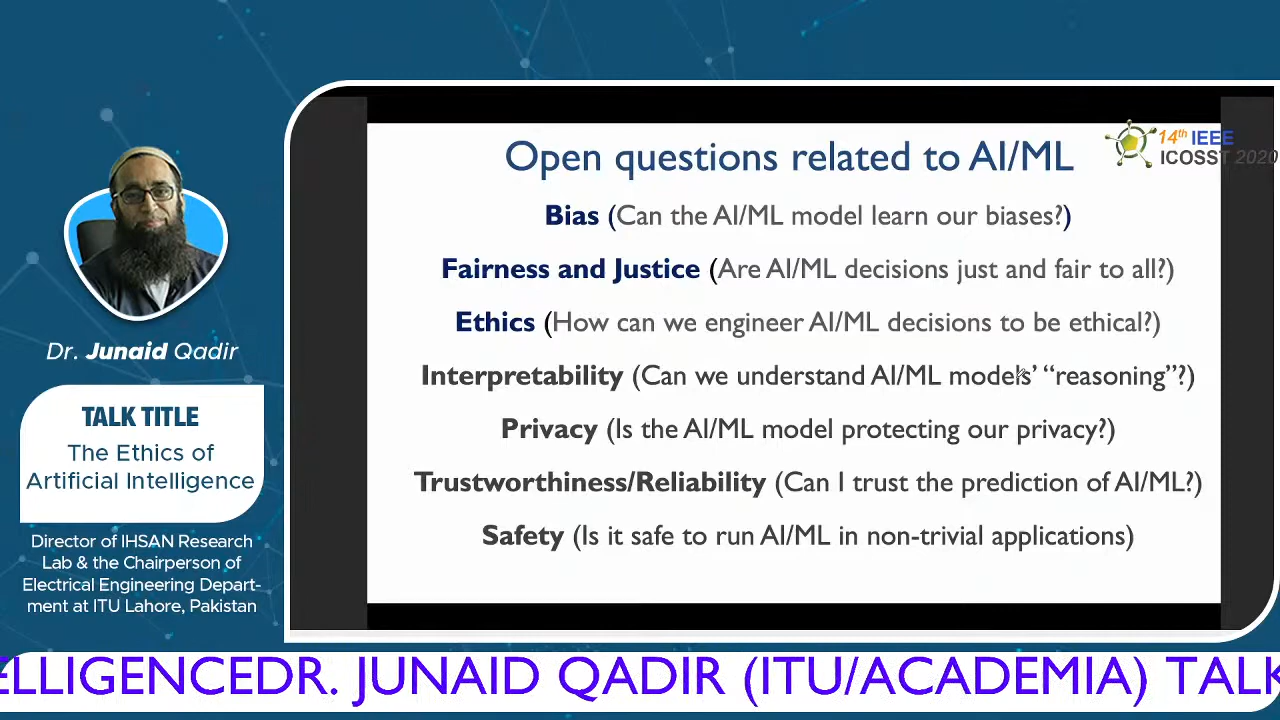 Open questions related to AI/ML
14th IEEE
ICOSST 2020
Bias (Can the AI/ML model learn our biases?)
Fairness and Justice (Are AI/ML decisions just and fair to all?)
Ethics (How can we engineer AI/ML decisions to be ethical?)
Interpretability (Can we understand AI/ML models’ “reasoning”?)
Privacy (Is the AI/ML model protecting our privacy?)
Trustworthiness/Reliability (Can I trust the prediction of AI/ML?)
Safety (Is it safe to run AI/ML in non-trivial applications)
Dr. Junaid Qadir
TALK TITLE
The Ethics of
Artificial Intelligence
Director of IHSAN Research
Lab & the Chairperson of
Electrical Engineering Depart-
ment at ITU Lahore, Pakistan
ELLIGENCEDR. JUNAID QADIR (ITU/ACADEMIA) TALK